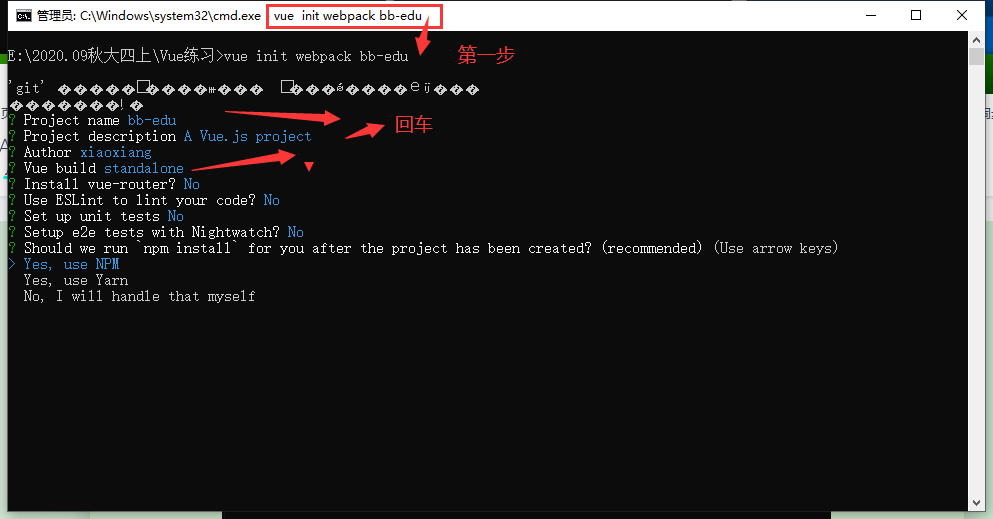 管理员: C:\Windows\system32\cmd.exe vue  init webpack bb-edu
E:\2020.09秋大四上\Vue练习>vue init webpack bb-edu
第一步
'git'
? Project name bb-edu
? Project description A Vue.js project
回车
? Author xiaoxiang
? Vue build standalone
? Install vue-router? No
? Use ESLint to lint your code? No
? Set up unit tests No
? Setup e2e tests with Nightwatch? No
? Should we run `npm install` for you after the project has been created? (recommended) (Use arrow keys)
> Yes, use NPM
Yes, use Yarn
No, I will handle that myself